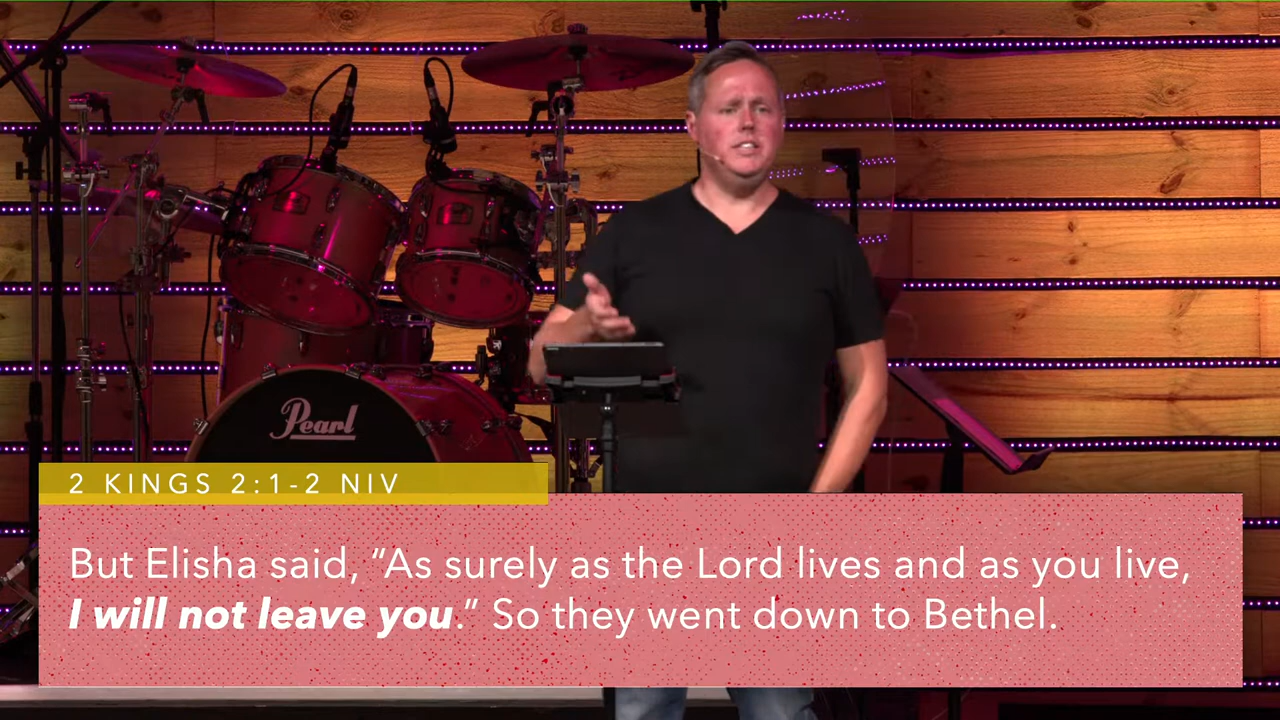 Pearl
2 KINGS 2:1-2 NIV
But Elisha said, “As surely as the Lord lives and as you live,
I will not leave you.” So they went down to Bethel.